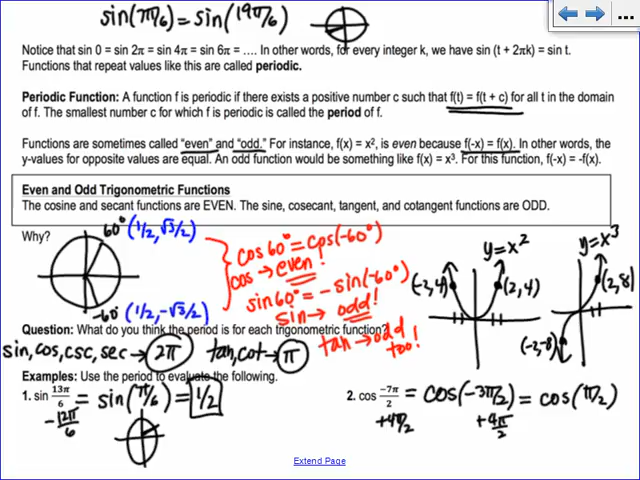 sin(7π/6) = sin(19π/6)
Notice that sin 0 = sin 2π = sin 4π = sin 6π = .... In other words, for every integer k, we have sin (t + 2πk) = sin t.
Functions that repeat values like this are called periodic.
Periodic Function: A function f is periodic if there exists a positive number c such that f(t) = f(t + c) for all t in the domain
of f. The smallest number c for which f is periodic is called the period of f.
Functions are sometimes called "even" and "odd." For instance, f(x) = x², is even because f(-x) = f(x). In other words, the
y-values for opposite values are equal. An odd function would be something like f(x) = x³. For this function, f(-x) = -f(x).
Even and Odd Trigonometric Functions
The cosine and secant functions are EVEN. The sine, cosecant, tangent, and cotangent functions are ODD.
Why?
60° (1/2, √3/2)
-60° (1/2, -√3/2)
cos 60° = cos(-60°)
cos → even!
sin 60° = -sin(-60°)
sin → odd!
tan → odd
too!
y=x²
(-2,4)
(2,4)
y=x³
(2,8)
(-2,-8)
Question: What do you think the period is for each trigonometric function?
sin, cos, csc, sec → 2π
tan, cot → π
Examples: Use the period to evaluate the following.
1. sin 13π/6 = sin(π/6) = 1/2
-12π/6
2. cos -7π/2 = cos(-3π/2) = cos(π/2)
+4π/2
+4π/2
Extend Page